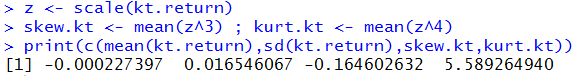 > z <- scale(kt.return)
> skew.kt <- mean(z^3) ; kurt.kt <- mean(z^4)
> print(c(mean(kt.return),sd(kt.return),skew.kt,kurt.kt))
[1] -0.000227397  0.016546067 -0.164602632  5.589264940